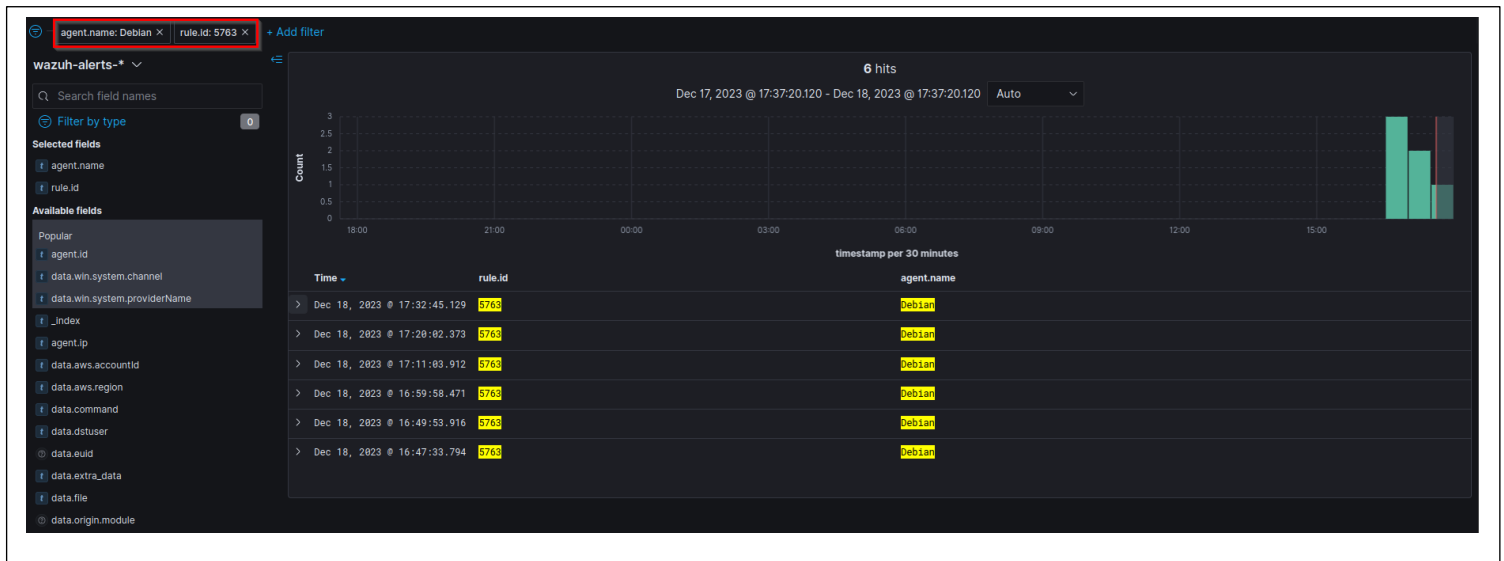 agent.name: Debian × rule.id: 5763 × + Add filter
wazuh-alerts-*
Search field names
Filter by type 0
Selected fields
t agent.name
t rule.id
Available fields
Popular
t agent.id
t data.win.system.channel
t data.win.system.providerName
t _index
t agent.ip
t data.aws.accountId
t data.aws.region
t data.command
t data.dstuser
data.euid
t data.extra_data
t data.file
data.origin.module
6 hits
Dec 17, 2023 @ 17:37:20.120 - Dec 18, 2023 @ 17:37:20.120 Auto
Count
3
2.5
2
1.5
1
0.5
0
18:00 21:00 00:00 03:00 06:00 09:00 12:00 15:00
timestamp per 30 minutes
Time rule.id agent.name
> Dec 18, 2023 @ 17:32:45.129 5763 Debian
> Dec 18, 2023 @ 17:20:02.373 5763 Debian
> Dec 18, 2023 @ 17:11:03.912 5763 Debian
> Dec 18, 2023 @ 16:59:58.471 5763 Debian
> Dec 18, 2023 @ 16:49:53.916 5763 Debian
> Dec 18, 2023 @ 16:47:33.794 5763 Debian